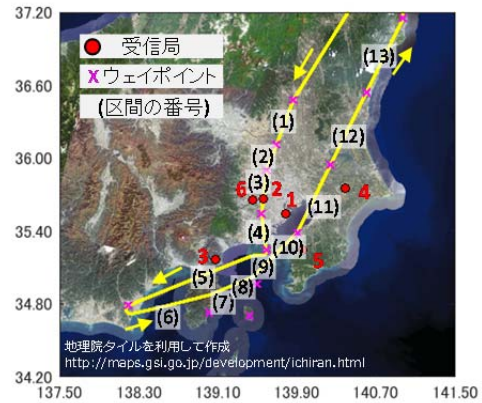 37.20
36.60
36.00
35.40
34.80
34.20
137.50 138.30 139.10 139.90 140.70 141.50
受信局
×ウェイポイント
(区間の番号)
(13)
(1)
(12)
(2)
(3)
6 2 1 4
(11)
(4)
(10)
3 5
(5) (9)
(8)
(6) (7)
地理院タイルを利用して作成
http://maps.gsi.go.jp/development/ichiran.html